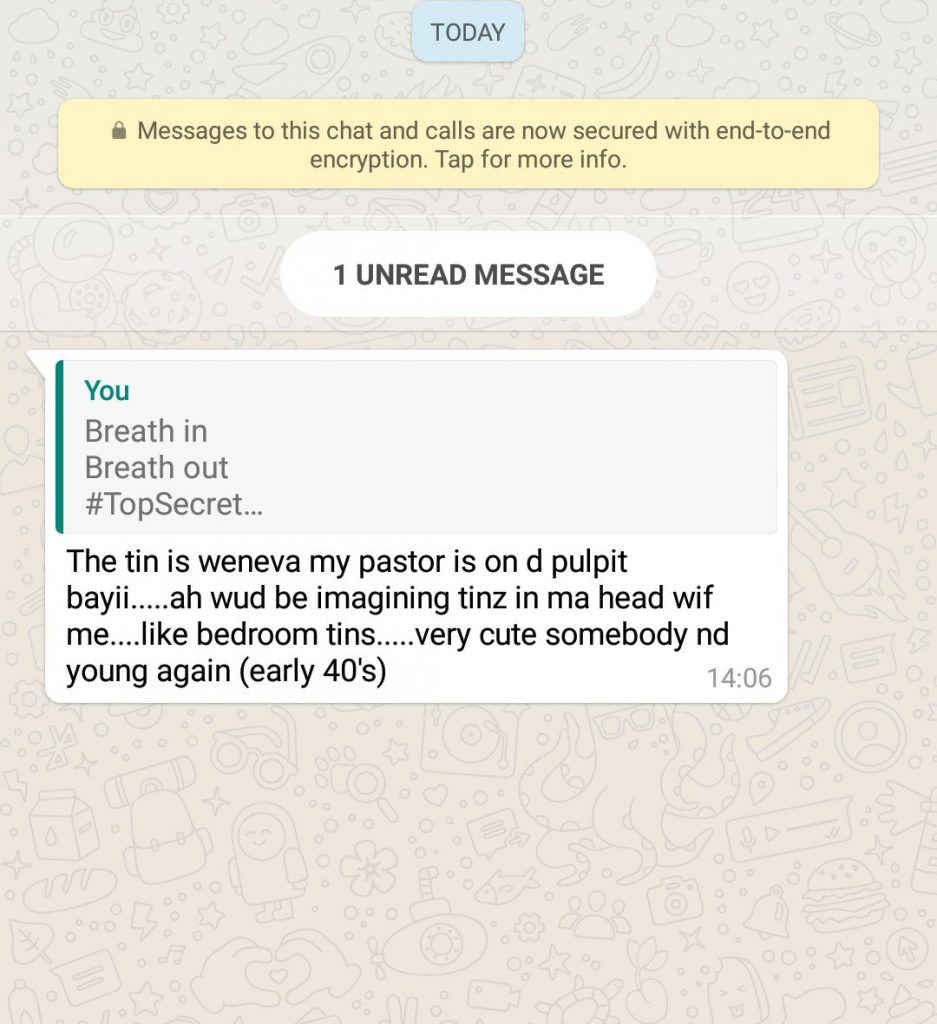 TODAY
Messages to this chat and calls are now secured with end-to-end
encryption. Tap for more info.
1 UNREAD MESSAGE
You
Breath in
Breath out
#TopSecret...
The tin is weneva my pastor is on d pulpit
bayii.....ah wud be imagining tinz in ma head wif
me....like bedroom tins.....very cute somebody nd
young again (early 40's)
14:06